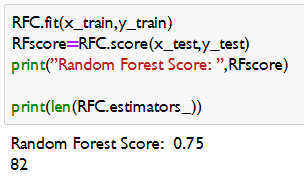 RFC.fit(x_train,y_train)
RFscore=RFC.score(x_test,y_test)
print("Random Forest Score: ",RFscore)
print(len(RFC.estimators_))
Random Forest Score:  0.75
82